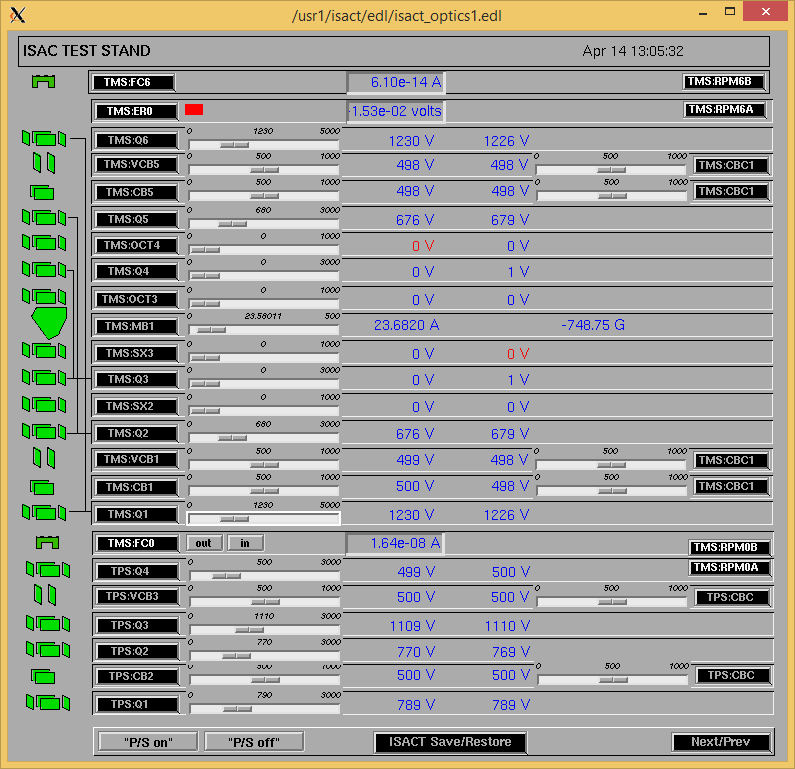 /usr1/isact/edl/isact_optics1.edl
ISAC TEST STAND Apr 14 13:05:32
TMS:FC6 6.10e-14 A TMS:RPM6B
TMS:ER0 -1.53e-02 volts TMS:RPM6A
TMS:Q6 0 1230 5000 1230 V 1226 V
TMS:VCB5 0 500 1000 498 V 498 V 0 500 1000 TMS:CBC1
TMS:CB5 0 500 1000 498 V 498 V 0 500 1000 TMS:CBC1
TMS:Q5 0 680 3000 676 V 679 V
TMS:OCT4 0 0 1000 0 V 0 V
TMS:Q4 0 0 3000 0 V 1 V
TMS:OCT3 0 0 1000 0 V 0 V
TMS:MB1 0 23.58011 500 23.6820 A -748.75 G
TMS:SX3 0 0 1000 0 V 0 V
TMS:Q3 0 0 3000 0 V 1 V
TMS:SX2 0 0 1000 0 V 0 V
TMS:Q2 0 680 3000 676 V 679 V
TMS:VCB1 0 500 1000 499 V 498 V 0 500 1000 TMS:CBC1
TMS:CB1 0 500 1000 500 V 498 V 0 500 1000 TMS:CBC1
TMS:Q1 0 1230 5000 1230 V 1226 V
TMS:FC0 out in 1.64e-08 A TMS:RPM0B
TPS:Q4 0 500 3000 499 V 500 V TMS:RPM0A
TPS:VCB3 0 500 1000 500 V 500 V 0 500 1000 TPS:CBC
TPS:Q3 0 1110 3000 1109 V 1110 V
TPS:Q2 0 770 3000 770 V 769 V
TPS:CB2 0 500 1000 500 V 500 V 0 500 1000 TPS:CBC
TPS:Q1 0 790 3000 789 V 789 V
"P/S on" "P/S off" ISACT Save/Restore Next/Prev